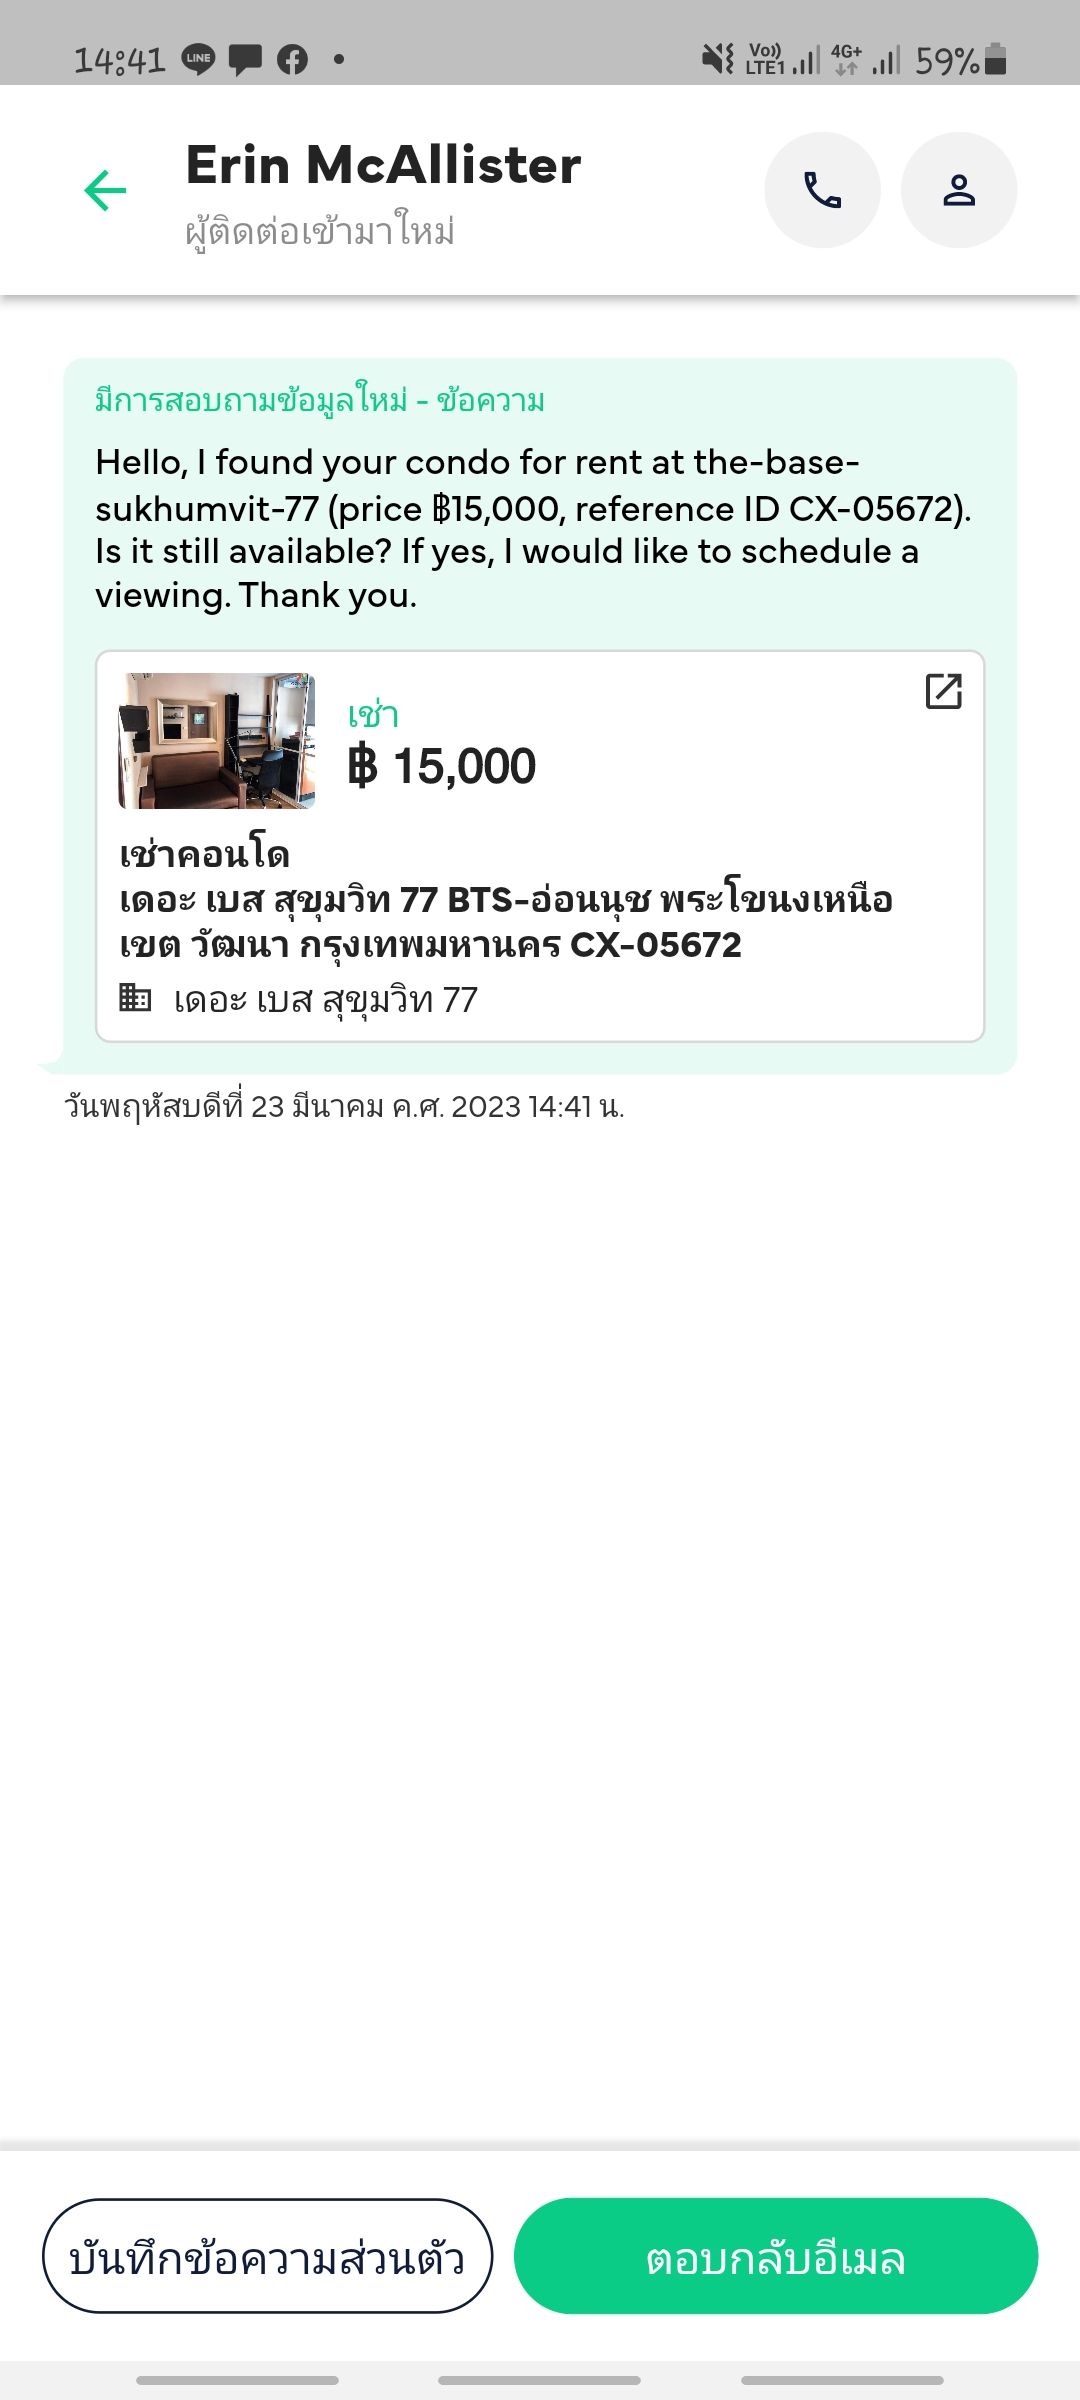 14:41
LINE
Vo)) LTE1
4G+
59%
Erin McAllister
ผู้ติดต่อเข้ามาใหม่
มีการสอบถามข้อมูลใหม่ - ข้อความ
Hello, I found your condo for rent at the-base-
sukhumvit-77 (price ฿15,000, reference ID CX-05672).
Is it still available? If yes, I would like to schedule a
viewing. Thank you.
เช่า
฿ 15,000
เช่าคอนโด
เดอะ เบส สุขุมวิท 77 BTS-อ่อนนุช พระโขนงเหนือ
เขต วัฒนา กรุงเทพมหานคร CX-05672
เดอะ เบส สุขุมวิท 77
วันพฤหัสบดีที่ 23 มีนาคม ค.ศ. 2023 14:41 น.
บันทึกข้อความส่วนตัว
ตอบกลับอีเมล